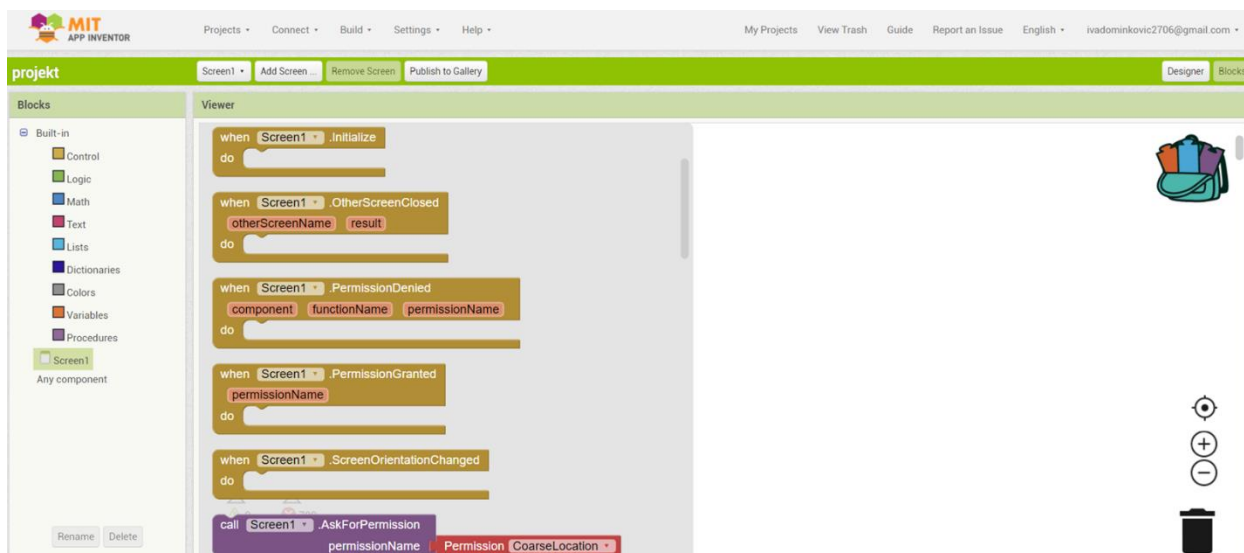 MIT
APP INVENTOR
Projects Connect Build Settings Help My Projects View Trash Guide Report an Issue English ivadominkovic2706@gmail.com
projekt Screen1 Add Screen ... Remove Screen Publish to Gallery Designer Blocks
Blocks
Viewer
Built-in
Control
Logic
Math
Text
Lists
Dictionaries
Colors
Variables
Procedures
Screen1
Any component
Rename Delete
when Screen1 .Initialize
do
when Screen1 .OtherScreenClosed
otherScreenName result
do
when Screen1 .PermissionDenied
component functionName permissionName
do
when Screen1 .PermissionGranted
permissionName
do
when Screen1 .ScreenOrientationChanged
do
call Screen1 .AskForPermission
permissionName Permission CoarseLocation